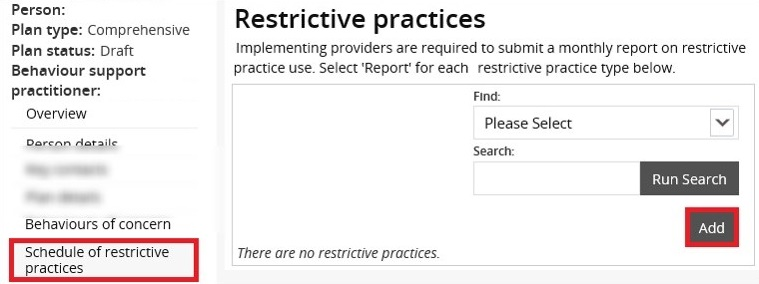 Person:
Plan type: Comprehensive
Plan status: Draft
Behaviour support
practitioner:
Overview
Person details
Behaviours of concern
Schedule of restrictive
practices
Restrictive practices
Implementing providers are required to submit a monthly report on restrictive
practice use. Select 'Report' for each restrictive practice type below.
Find:
Please Select
Search:
Run Search
Add
There are no restrictive practices.